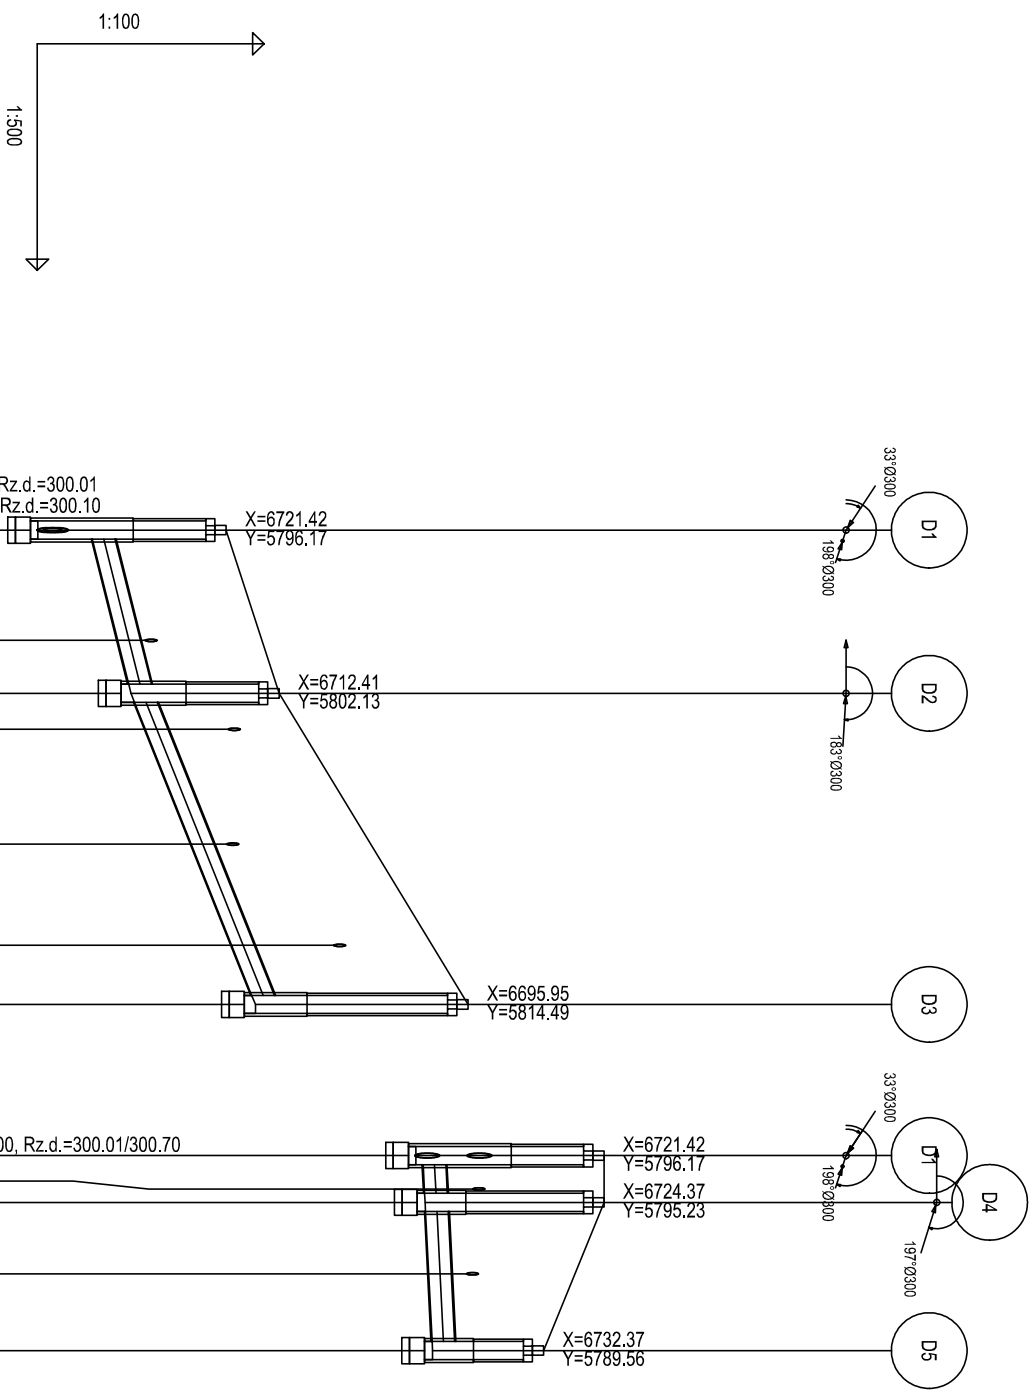 1:100
1:500
Rz.d.=300.01
Rz.d.=300.10
X=6721.42
Y=5796.17
33°Ø300
198°Ø300
D1
X=6712.41
Y=5802.13
183°Ø300
D2
X=6695.95
Y=5814.49
D3
00, Rz.d.=300.01/300.70
X=6721.42
Y=5796.17
33°Ø300
198°Ø300
D1
X=6724.37
Y=5795.23
197°Ø300
D4
X=6732.37
Y=5789.56
D5